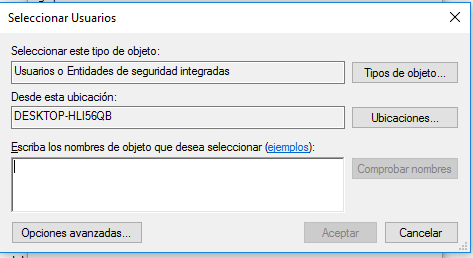 Seleccionar Usuarios
Seleccionar este tipo de objeto:
Usuarios o Entidades de seguridad integradas
Tipos de objeto...
Desde esta ubicación:
DESKTOP-HLI56QB
Ubicaciones...
Escriba los nombres de objeto que desea seleccionar (ejemplos):
Comprobar nombres
Opciones avanzadas...
Aceptar
Cancelar